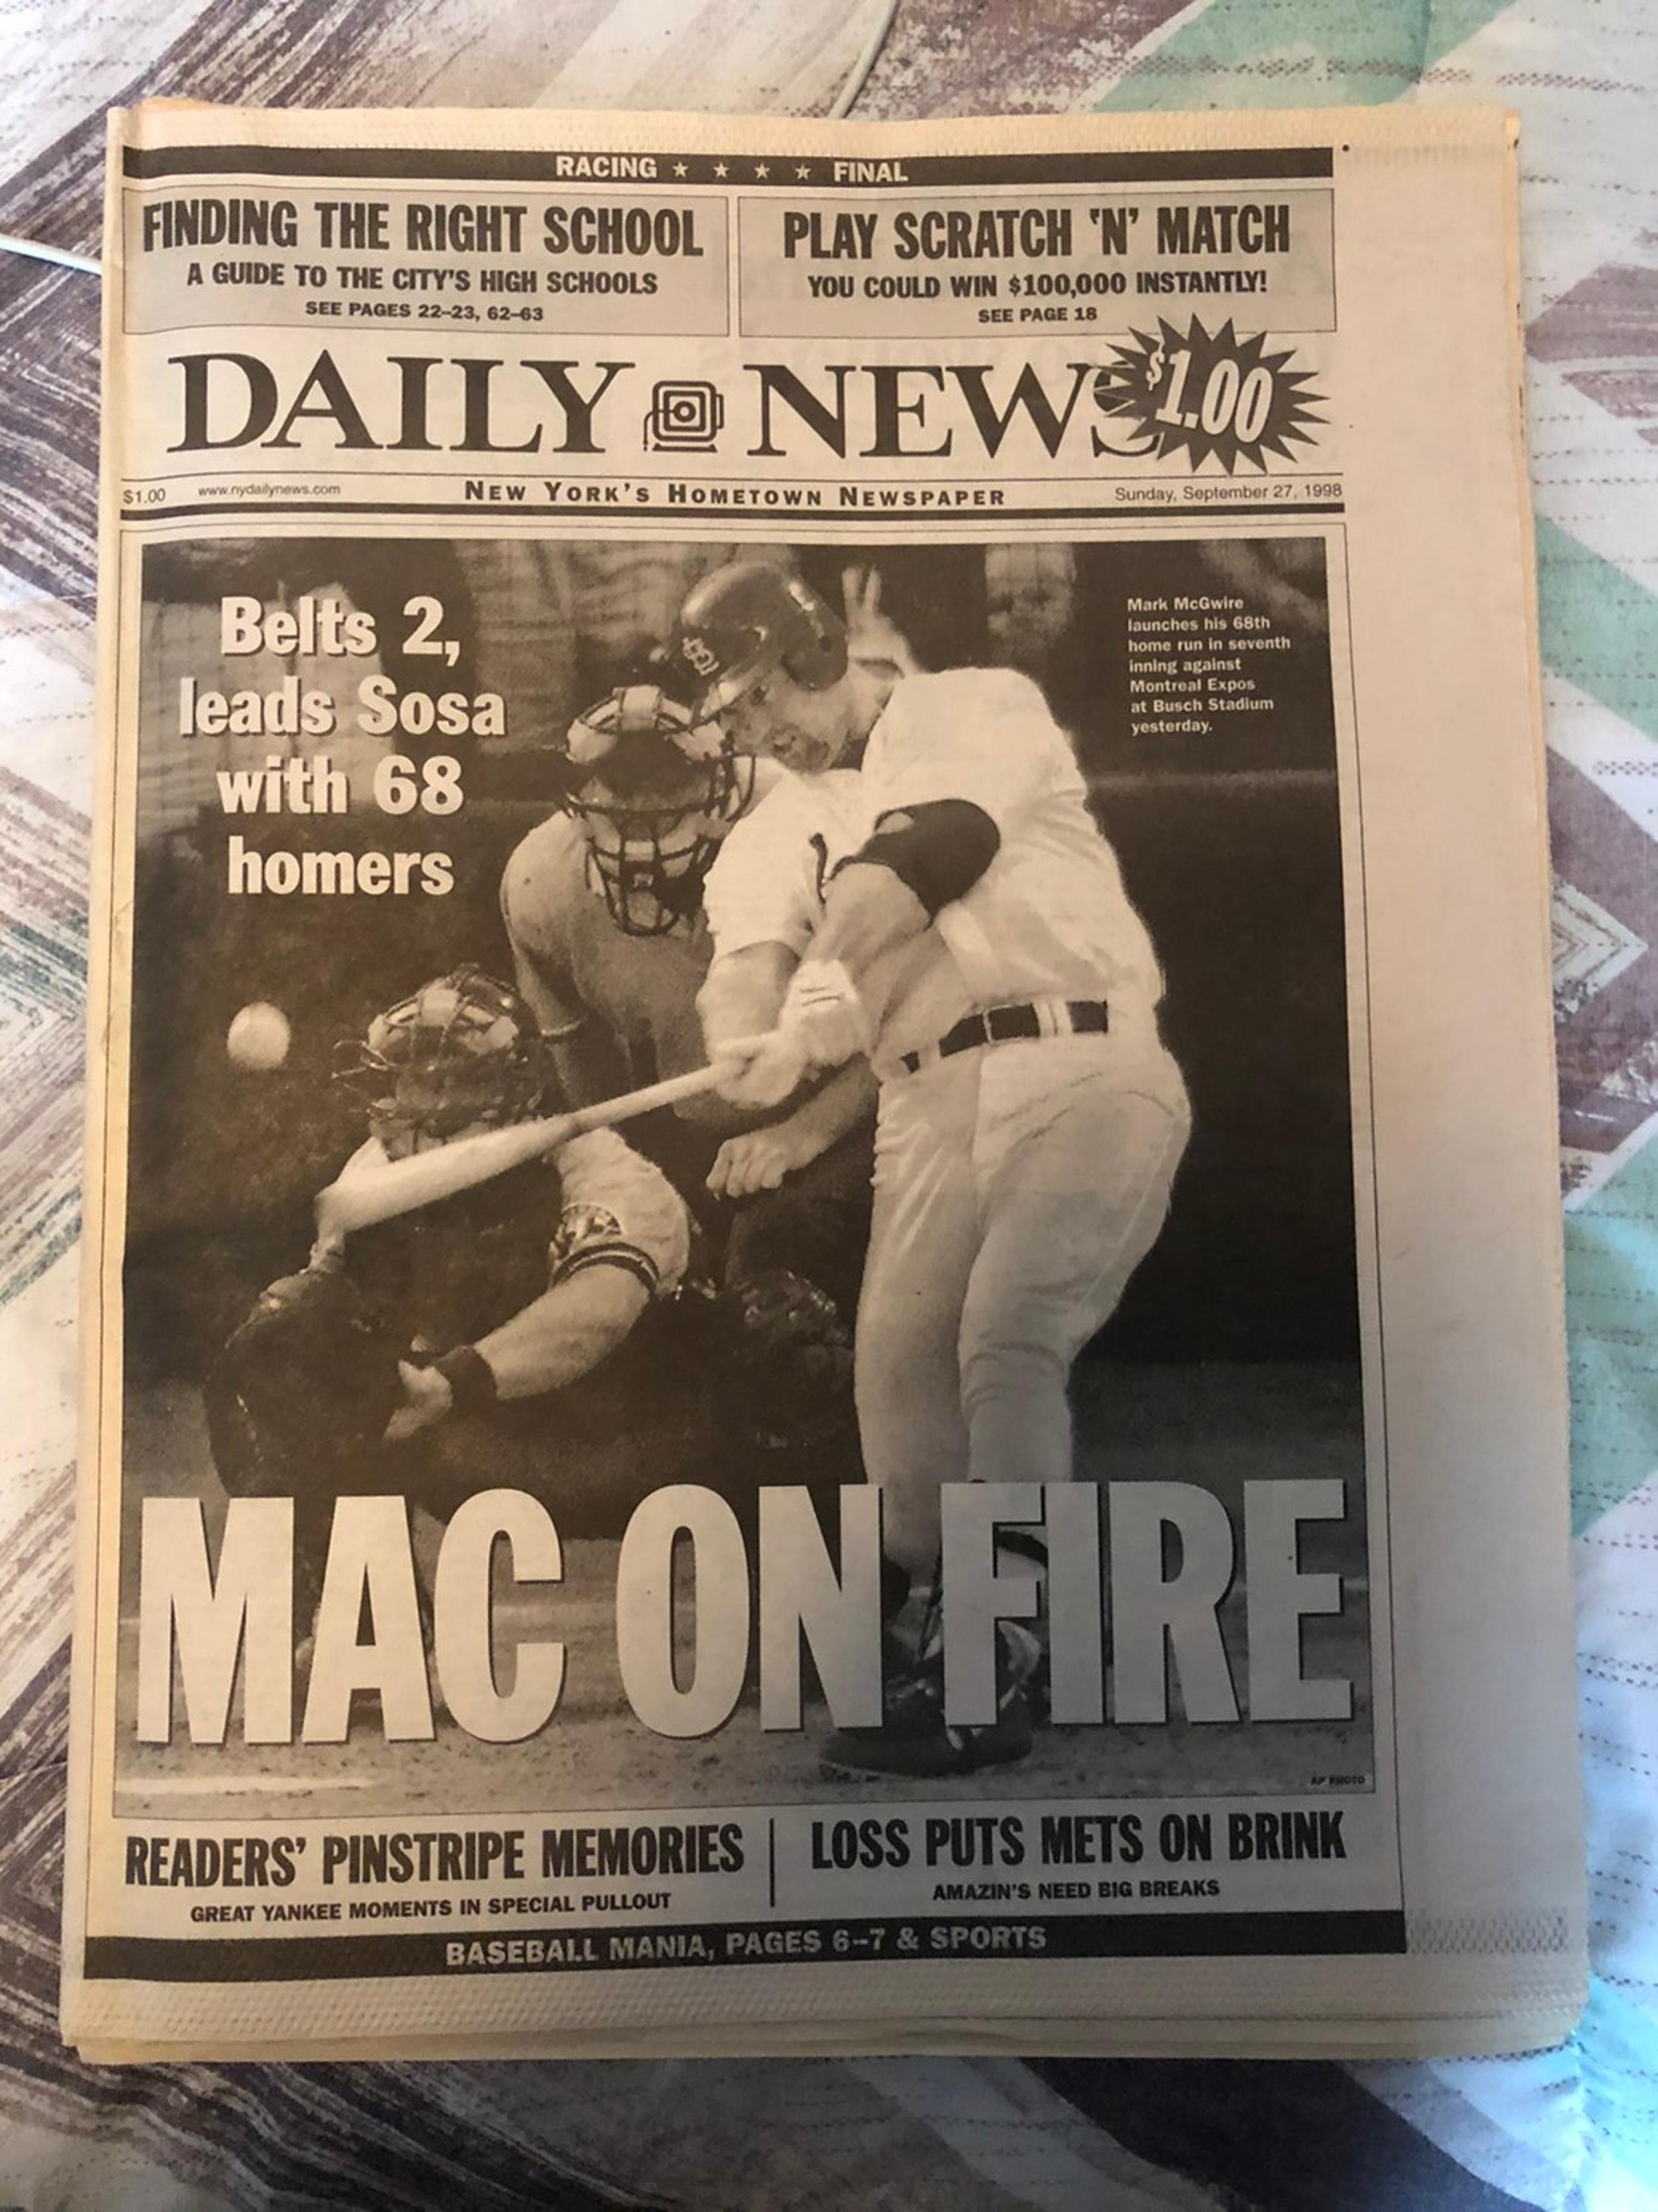 RACING ★ ★ ★ ★ FINAL
FINDING THE RIGHT SCHOOL
A GUIDE TO THE CITY'S HIGH SCHOOLS
SEE PAGES 22–23, 62–63
PLAY SCRATCH 'N' MATCH
YOU COULD WIN $100,000 INSTANTLY!
SEE PAGE 18
DAILY NEWS
$1.00
$1.00 www.nydailynews.com NEW YORK'S HOMETOWN NEWSPAPER Sunday, September 27, 1998
Belts 2,
leads Sosa
with 68
homers
Mark McGwire
launches his 68th
home run in seventh
inning against
Montreal Expos
at Busch Stadium
yesterday.
MAC ON FIRE
AP PHOTO
READERS' PINSTRIPE MEMORIES
GREAT YANKEE MOMENTS IN SPECIAL PULLOUT
LOSS PUTS METS ON BRINK
AMAZIN'S NEED BIG BREAKS
BASEBALL MANIA, PAGES 6–7 & SPORTS